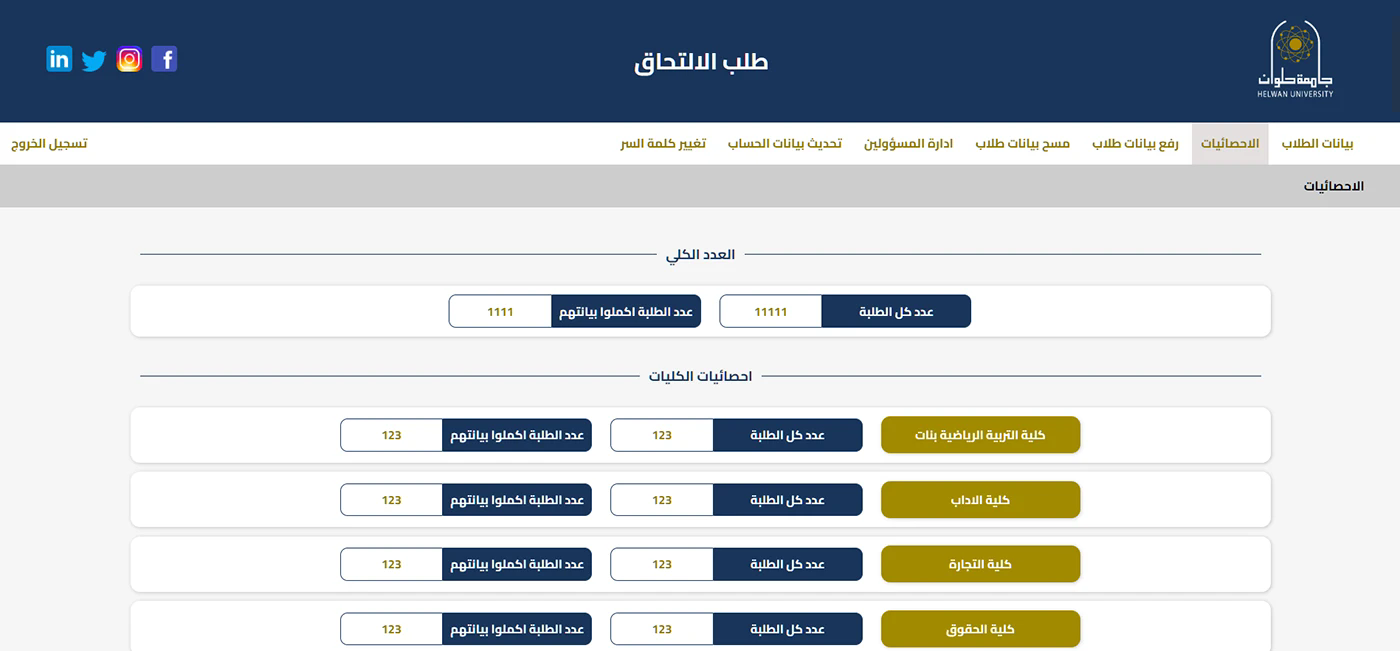 جامعة حلوان
HELWAN UNIVERSITY
طلب الالتحاق
in
f
بيانات الطلاب
الاحصائيات
رفع بيانات طلاب
مسح بيانات طلاب
ادارة المسؤولين
تحديث بيانات الحساب
تغيير كلمة السر
تسجيل الخروج
الاحصائيات
العدد الكلي
عدد كل الطلبة 11111 عدد الطلبة اكملوا بيانتهم 1111
احصائيات الكليات
كلية التربية الرياضية بنات عدد كل الطلبة 123 عدد الطلبة اكملوا بيانتهم 123
كلية الاداب عدد كل الطلبة 123 عدد الطلبة اكملوا بيانتهم 123
كلية التجارة عدد كل الطلبة 123 عدد الطلبة اكملوا بيانتهم 123
كلية الحقوق عدد كل الطلبة 123 عدد الطلبة اكملوا بيانتهم 123